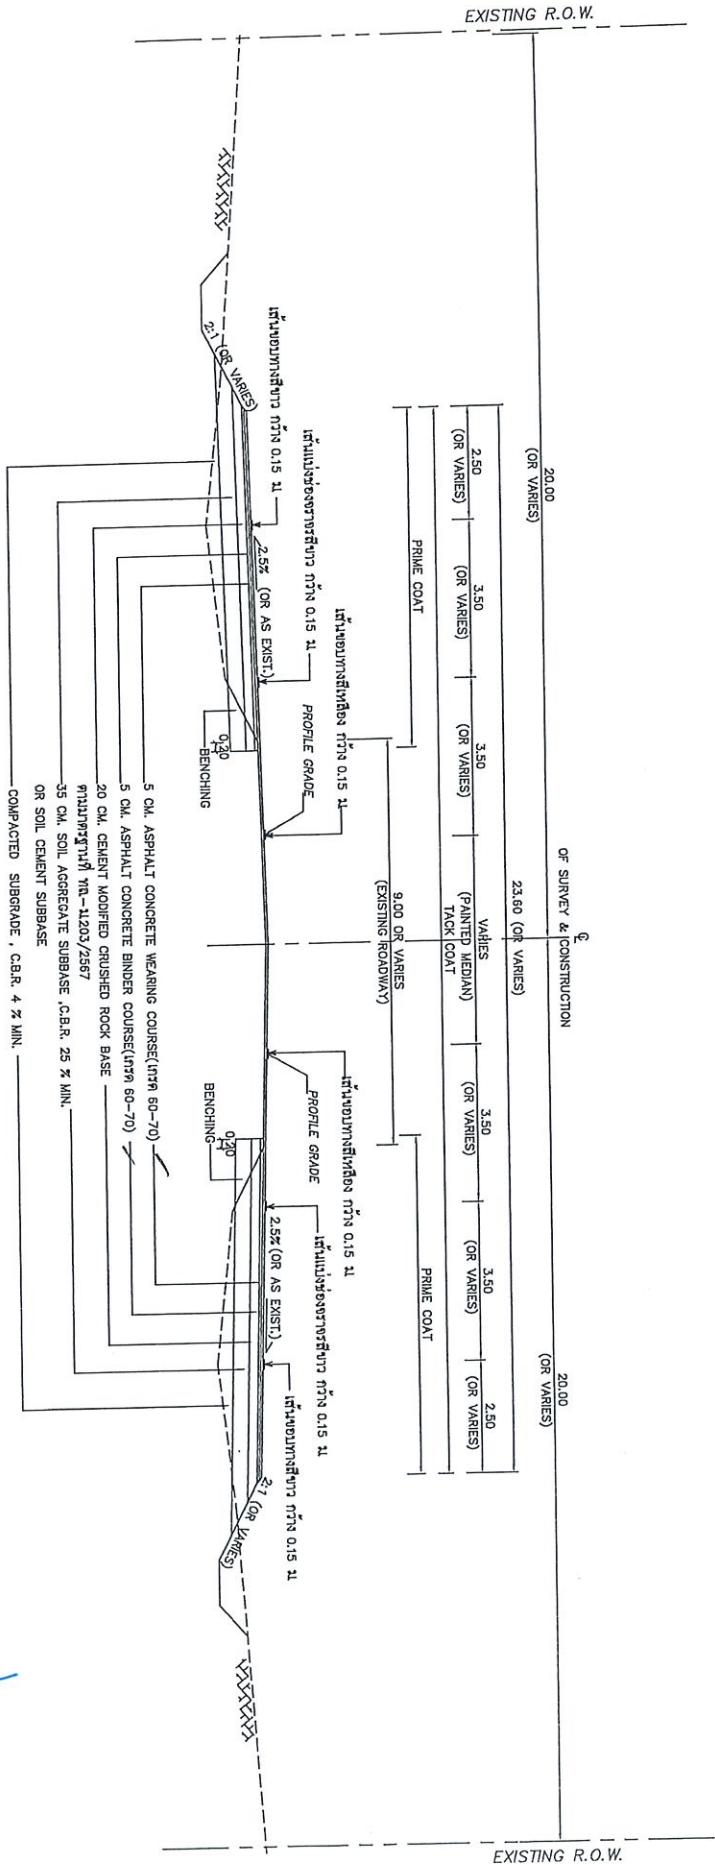 EXISTING R.O.W.
EXISTING R.O.W.
20.00
(OR VARIES)
OF SURVEY & CONSTRUCTION
20.00
(OR VARIES)
23.60 (OR VARIES)
2.50
(OR VARIES)
3.50
(OR VARIES)
3.50
(OR VARIES)
VARIES
(PAINTED MEDIAN)
3.50
(OR VARIES)
3.50
(OR VARIES)
2.50
(OR VARIES)
TACK COAT
PRIME COAT
PRIME COAT
9.00 OR VARIES
(EXISTING ROADWAY)
เส้นขอบทางสีเหลือง กว้าง 0.15 ม
เส้นขอบทางสีเหลือง กว้าง 0.15 ม
เส้นแบ่งช่องจราจรสีขาว กว้าง 0.15 ม
PROFILE GRADE
PROFILE GRADE
เส้นแบ่งช่องจราจรสีขาว กว้าง 0.15 ม
เส้นขอบทางสีขาว กว้าง 0.15 ม
เส้นขอบทางสีขาว กว้าง 0.15 ม
2:1 (OR VARIES)
2.5% (OR AS EXIST.)
2.5% (OR AS EXIST.)
2:1 (OR VARIES)
0.20
BENCHING
0.20
BENCHING
5 CM. ASPHALT CONCRETE WEARING COURSE(เกรด 60-70)
5 CM. ASPHALT CONCRETE BINDER COURSE(เกรด 60-70)
20 CM. CEMENT MODIFIED CRUSHED ROCK BASE
ตามมาตรฐานที่ ทล-ม203/2567
35 CM. SOIL AGGREGATE SUBBASE ,C.B.R. 25 % MIN.
OR SOIL CEMENT SUBBASE
COMPACTED SUBGRADE , C.B.R. 4 % MIN.